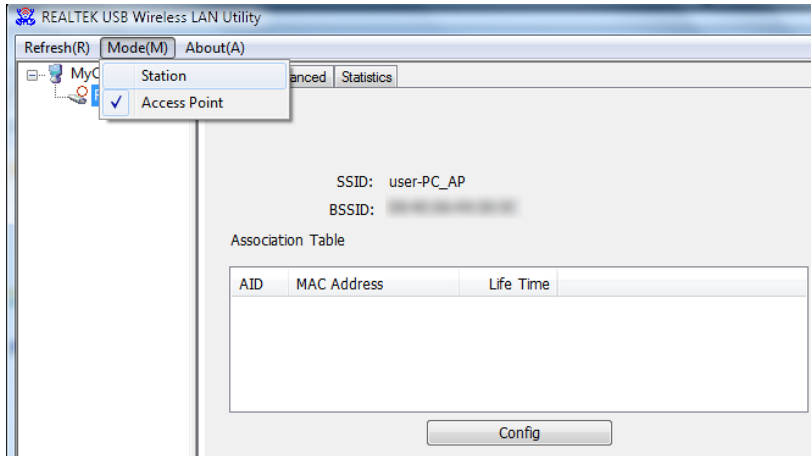 REALTEK USB Wireless LAN Utility
Refresh(R) Mode(M) About(A)
Station
Access Point
Statistics
SSID: user-PC_AP
BSSID:
Association Table
AID MAC Address Life Time
Config